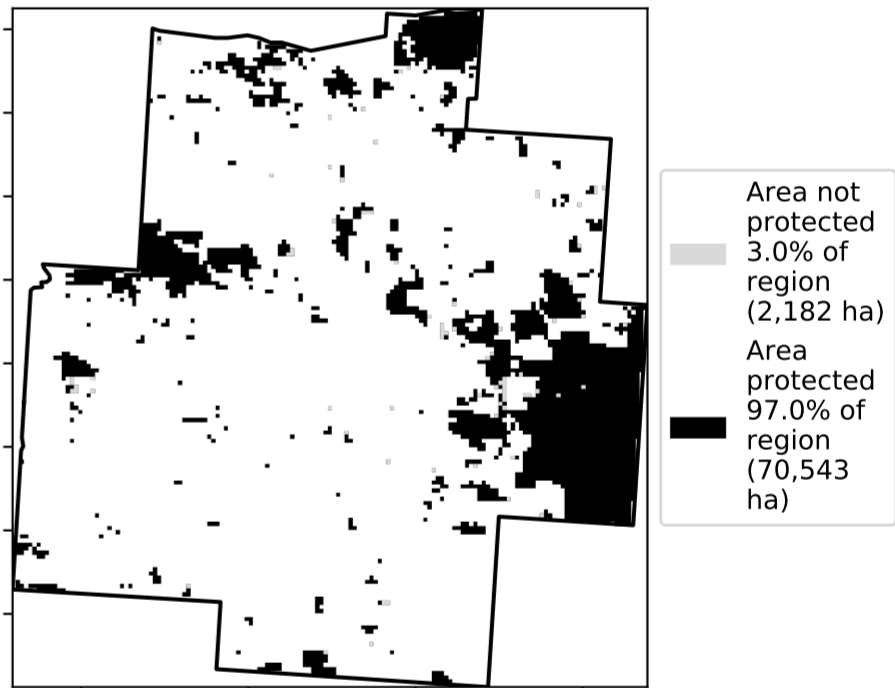 Area not
protected
3.0% of
region
(2,182 ha)
Area
protected
97.0% of
region
(70,543
ha)